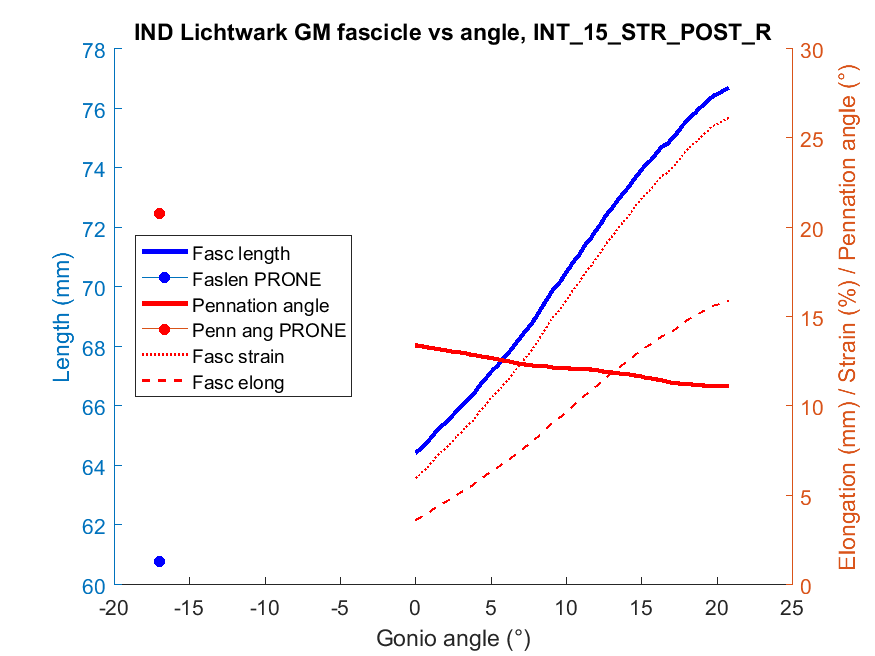 IND Lichtwark GM fascicle vs angle, INT_15_STR_POST_R
78
76
74
72
70
68
66
64
62
60
Length (mm)
30
25
20
15
10
5
0
Elongation (mm) / Strain (%) / Pennation angle (°)
Fasc length
Faslen PRONE
Pennation angle
Penn ang PRONE
Fasc strain
Fasc elong
-20 -15 -10 -5 0 5 10 15 20 25
Gonio angle (°)